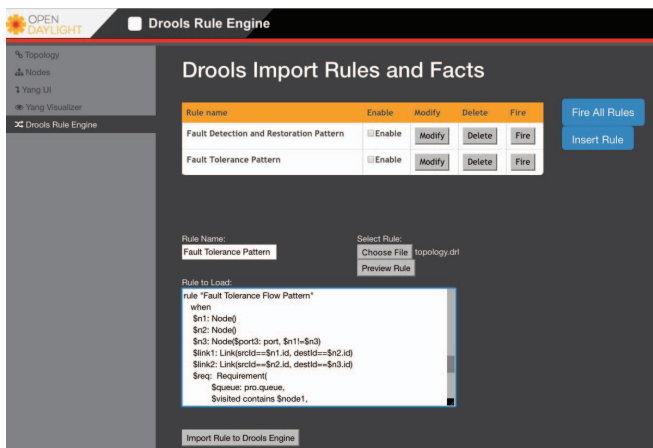 OPEN
DAYLIGHT
Drools Rule Engine
Topology
Nodes
Yang UI
Yang Visualizer
Drools Rule Engine
Drools Import Rules and Facts
Rule name Enable Modify Delete Fire
Fault Detection and Restoration Pattern Enable Modify Delete Fire
Fault Tolerance Pattern Enable Modify Delete Fire
Fire All Rules
Insert Rule
Rule Name: Select Rule:
Fault Tolerance Pattern Choose File topology.drl
Preview Rule
Rule to Load:
rule "Fault Tolerance Flow Pattern"
when
$n1: Node()
$n2: Node()
$n3: Node($port3: port, $n1!=$n3)
$link1: Link(srcId==$n1.id, destId==$n2.id)
$link2: Link(srcId==$n2.id, destId==$n3.id)
$req: Requirement(
$queue: pro.queue,
$visited contains $node1,
Import Rule to Drools Engine